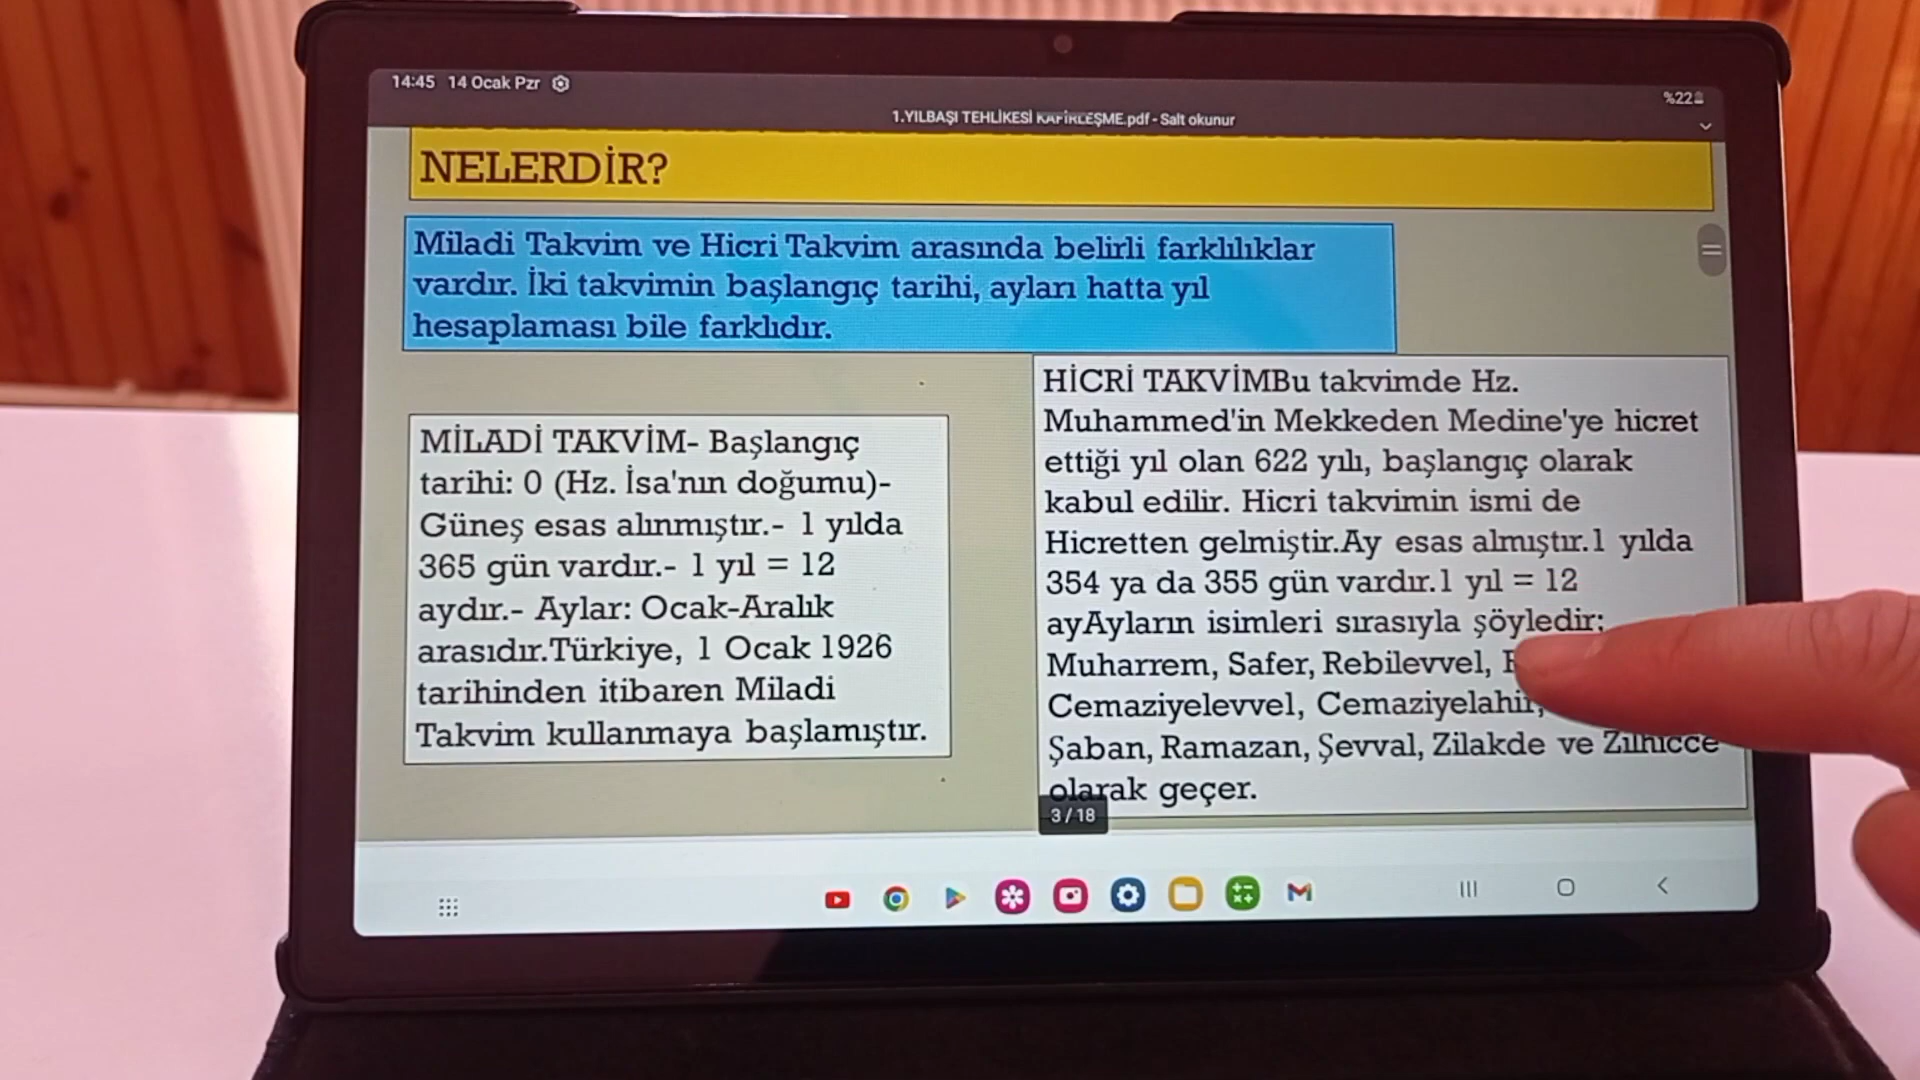 14:45 14 Ocak Pzr
%22
1.YILBAŞI TEHLİKESİ KAFİRLEŞME.pdf - Salt okunur
NELERDİR?
Miladi Takvim ve Hicri Takvim arasında belirli farklılıklar
vardır. İki takvimin başlangıç tarihi, ayları hatta yıl
hesaplaması bile farklıdır.
MİLADİ TAKVİM- Başlangıç
tarihi: 0 (Hz. İsa'nın doğumu)-
Güneş esas alınmıştır.- 1 yılda
365 gün vardır.- 1 yıl = 12
aydır.- Aylar: Ocak-Aralık
arasıdır.Türkiye, 1 Ocak 1926
tarihinden itibaren Miladi
Takvim kullanmaya başlamıştır.
HİCRİ TAKVİMBu takvimde Hz.
Muhammed'in Mekkeden Medine'ye hicret
ettiği yıl olan 622 yılı, başlangıç olarak
kabul edilir. Hicri takvimin ismi de
Hicretten gelmiştir.Ay esas almıştır.1 yılda
354 ya da 355 gün vardır.1 yıl = 12
ayAyların isimleri sırasıyla şöyledir;
Muharrem, Safer, Rebilevvel,
Cemaziyelevvel, Cemaziyelahir,
Şaban, Ramazan, Şevval, Zilakde ve Zilhicce
olarak geçer.
3 / 18